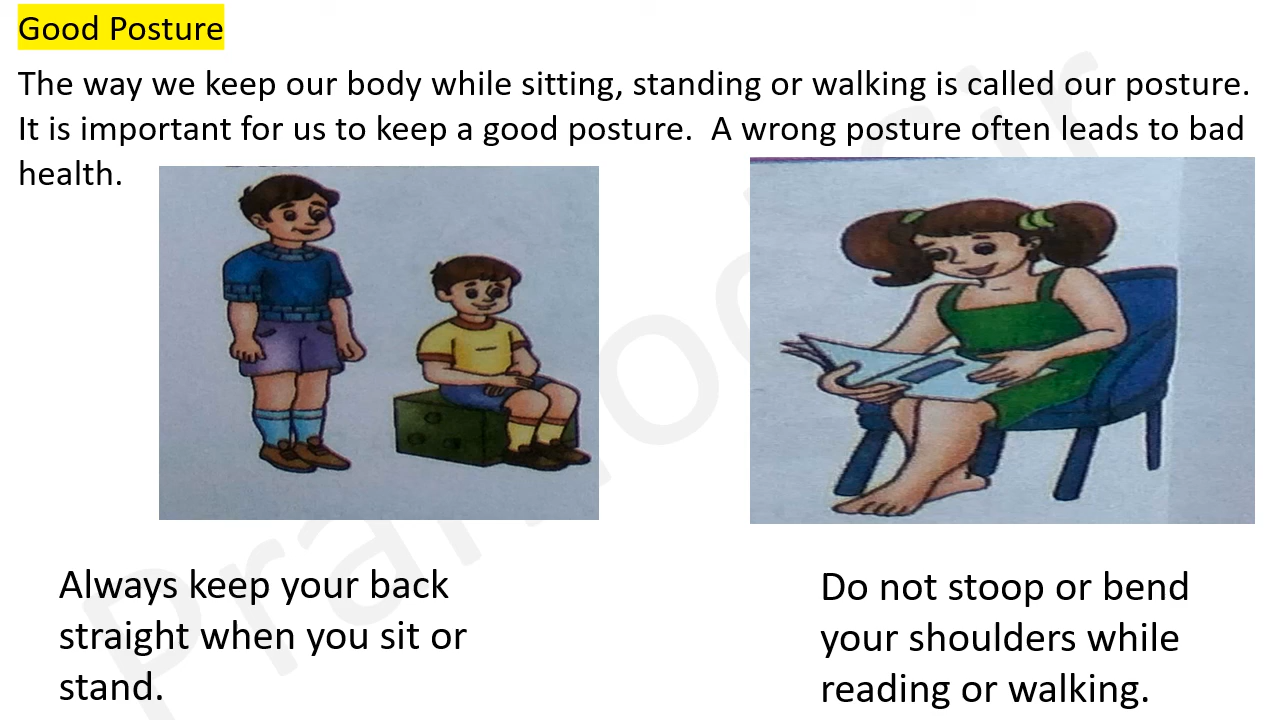 Good Posture
The way we keep our body while sitting, standing or walking is called our posture.
It is important for us to keep a good posture.  A wrong posture often leads to bad
health.
Always keep your back
straight when you sit or
stand.
Do not stoop or bend
your shoulders while
reading or walking.